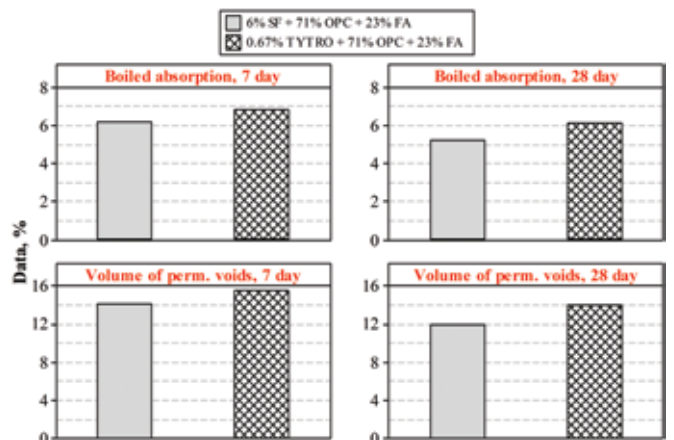 6% SF + 71% OPC + 23% FA
0.67% TYTRO + 71% OPC + 23% FA
Boiled absorption, 7 day
Boiled absorption, 28 day
8
6
4
2
0
8
6
4
2
0
Data, %
Volume of perm. voids, 7 day
Volume of perm. voids, 28 day
16
12
8
4
0
16
12
8
4
0